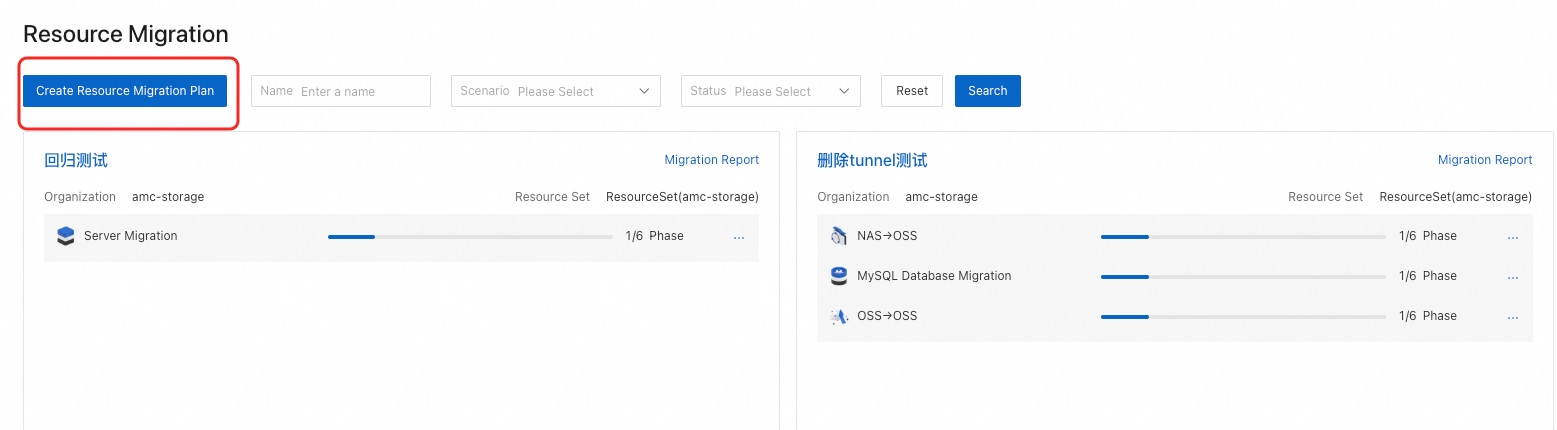 Resource Migration
Create Resource Migration Plan Name Enter a name Scenario Please Select Status Please Select Reset Search
回归测试 Migration Report
Organization amc-storage Resource Set ResourceSet(amc-storage)
Server Migration 1/6 Phase ...
删除tunnel测试 Migration Report
Organization amc-storage Resource Set ResourceSet(amc-storage)
NAS→OSS 1/6 Phase ...
MySQL Database Migration 1/6 Phase ...
OSS→OSS 1/6 Phase ...